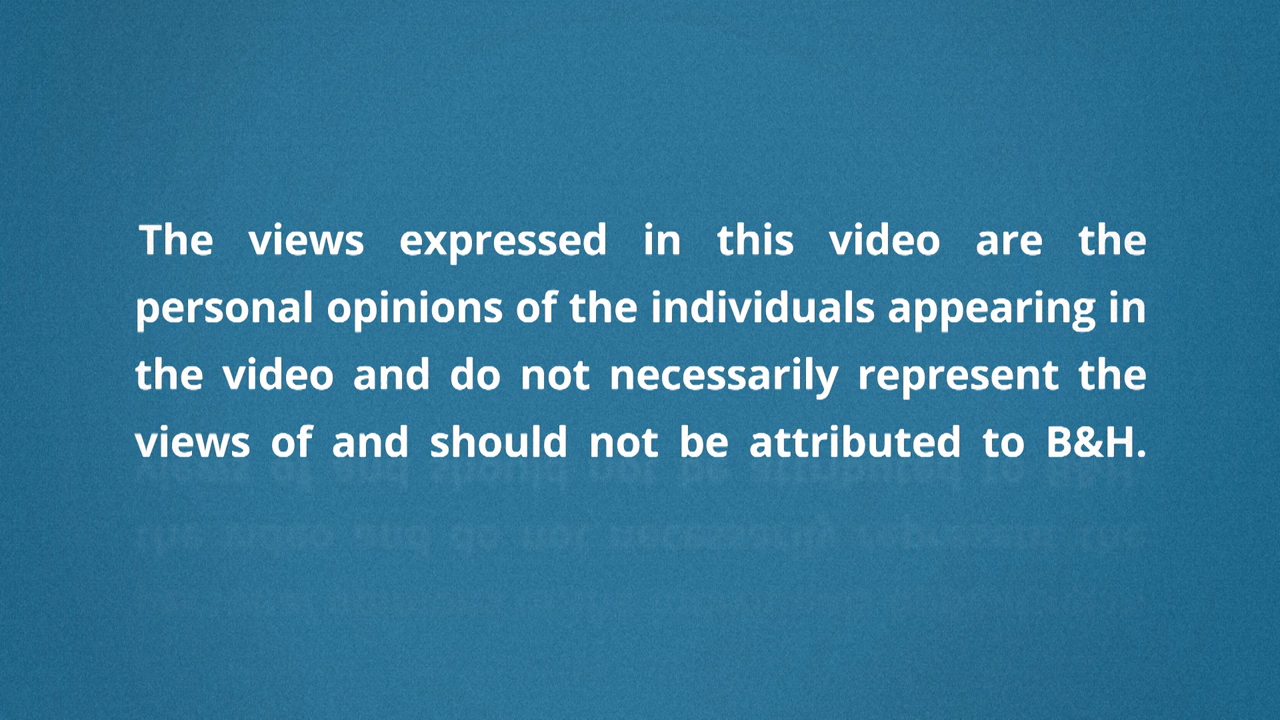 The views expressed in this video are the
personal opinions of the individuals appearing in
the video and do not necessarily represent the
views of and should not be attributed to B&H.